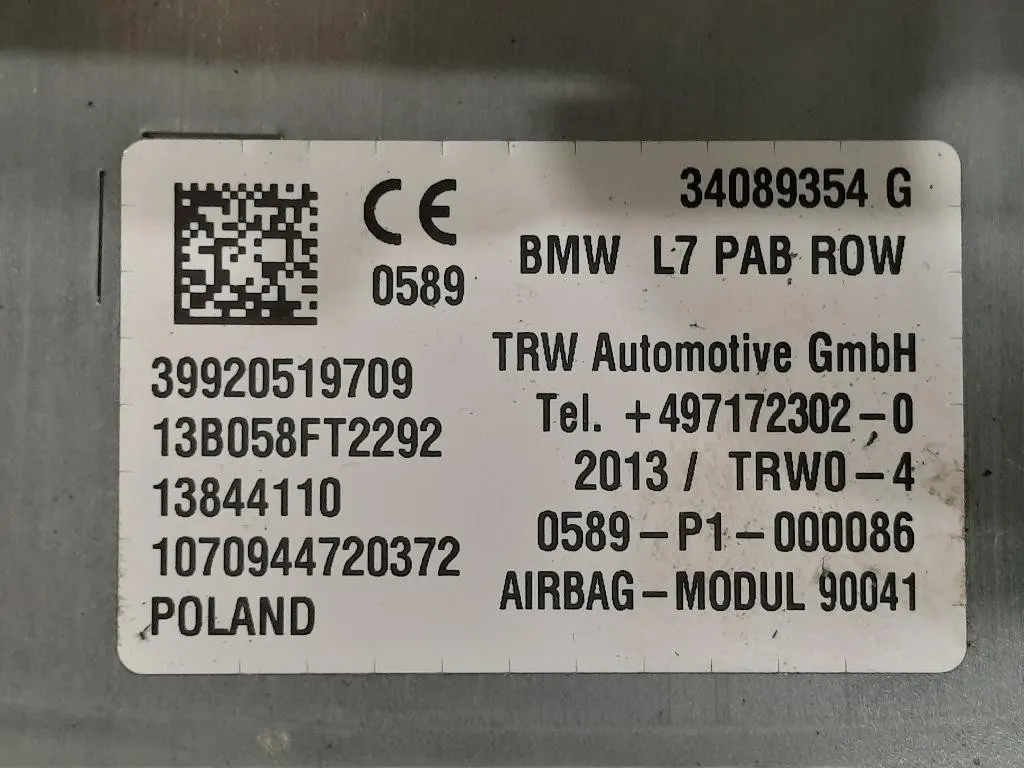 CE
0589
34089354 G
BMW L7 PAB ROW
TRW Automotive GmbH
Tel. +497172302-0
2013 / TRW0-4
0589-P1-000086
AIRBAG-MODUL 90041
39920519709
13B058FT2292
13844110
1070944720372
POLAND